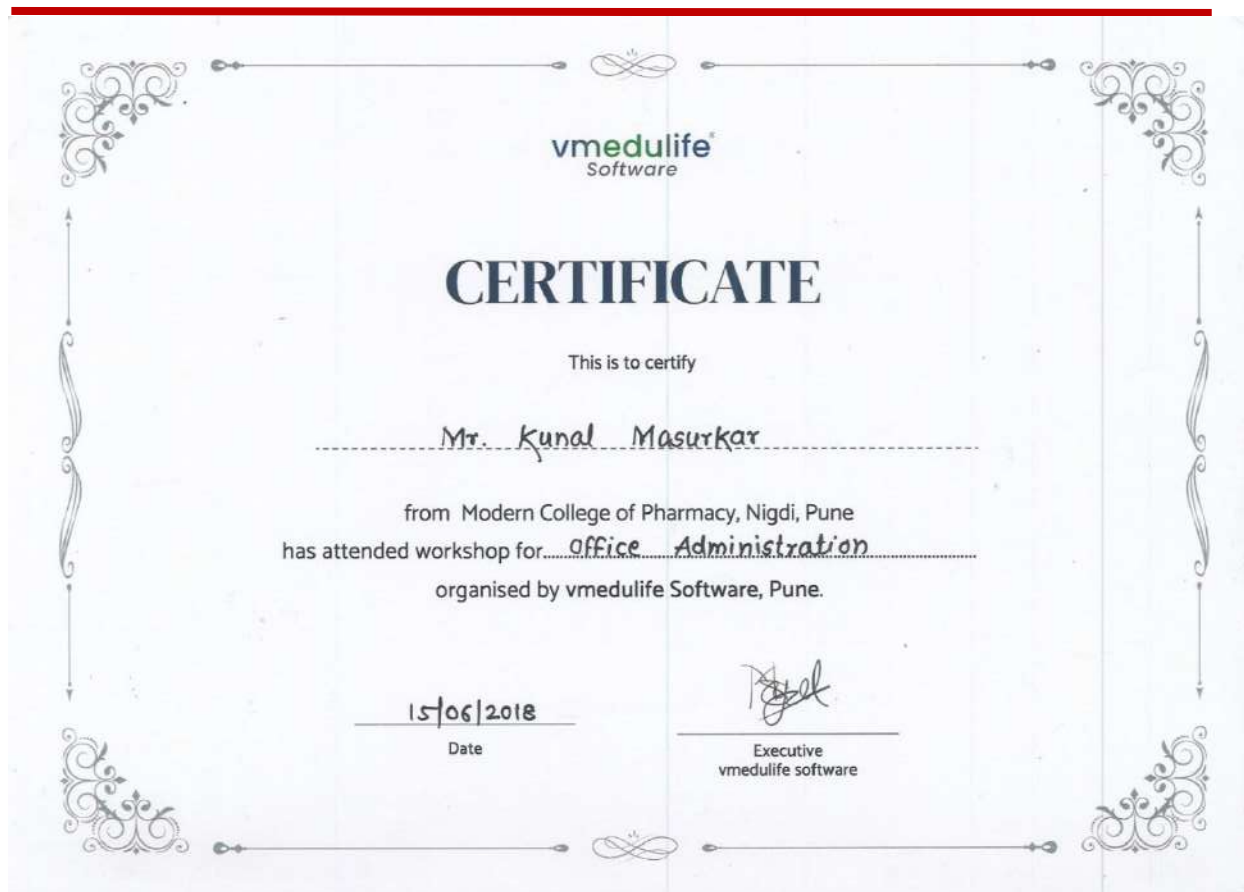 vmedulife
Software
CERTIFICATE
This is to certify
Mr. Kunal Masurkar
from Modern College of Pharmacy, Nigdi, Pune
has attended workshop for office Administration
organised by vmedulife Software, Pune.
15/06/2018
Date
Executive
vmedulife software